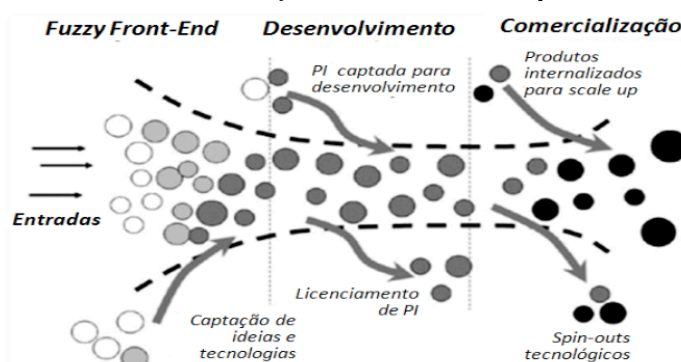 Fuzzy Front-End
Desenvolvimento
Comercialização
PI captada para
desenvolvimento
Produtos
internalizados
para scale up
Entradas
Licenciamento
de PI
Captação de
ideias e
tecnologias
Spin-outs
tecnológicos